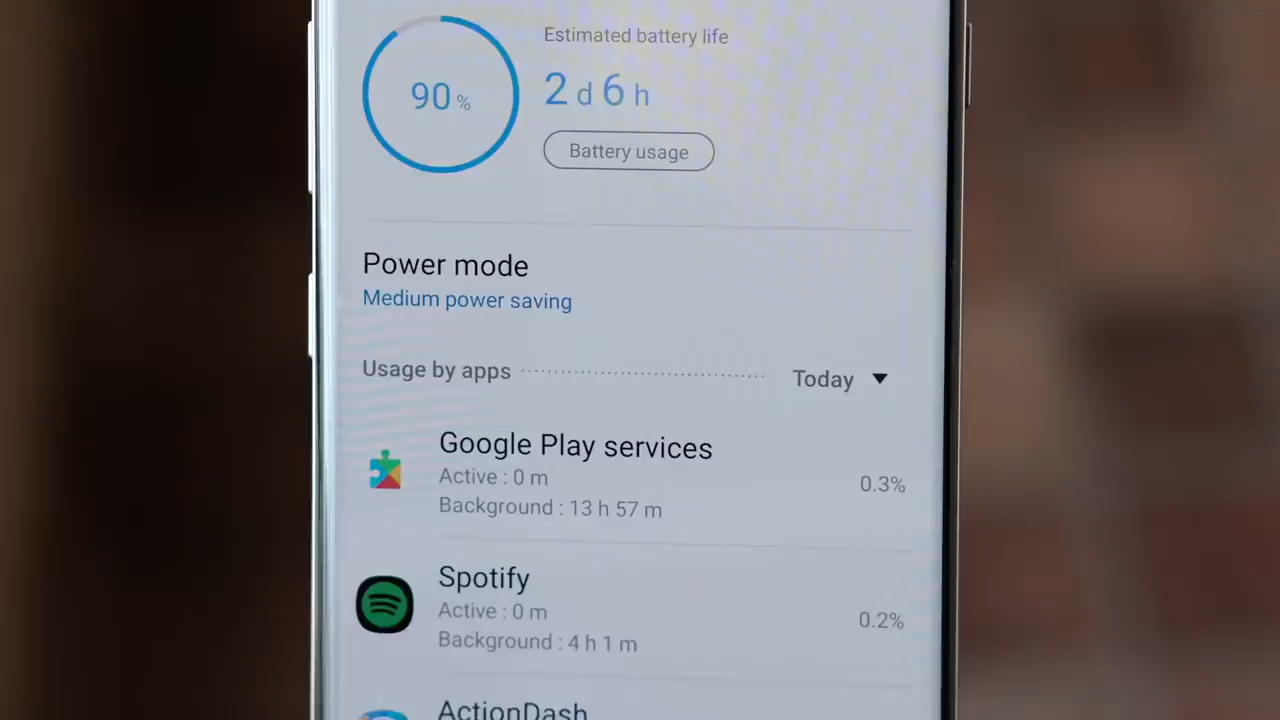 Estimated battery life
90 %
2 d 6 h
Battery usage
Power mode
Medium power saving
Usage by apps
Today
Google Play services
Active : 0 m
0.3%
Background : 13 h 57 m
Spotify
Active : 0 m
0.2%
Background : 4 h 1 m
ActionDash